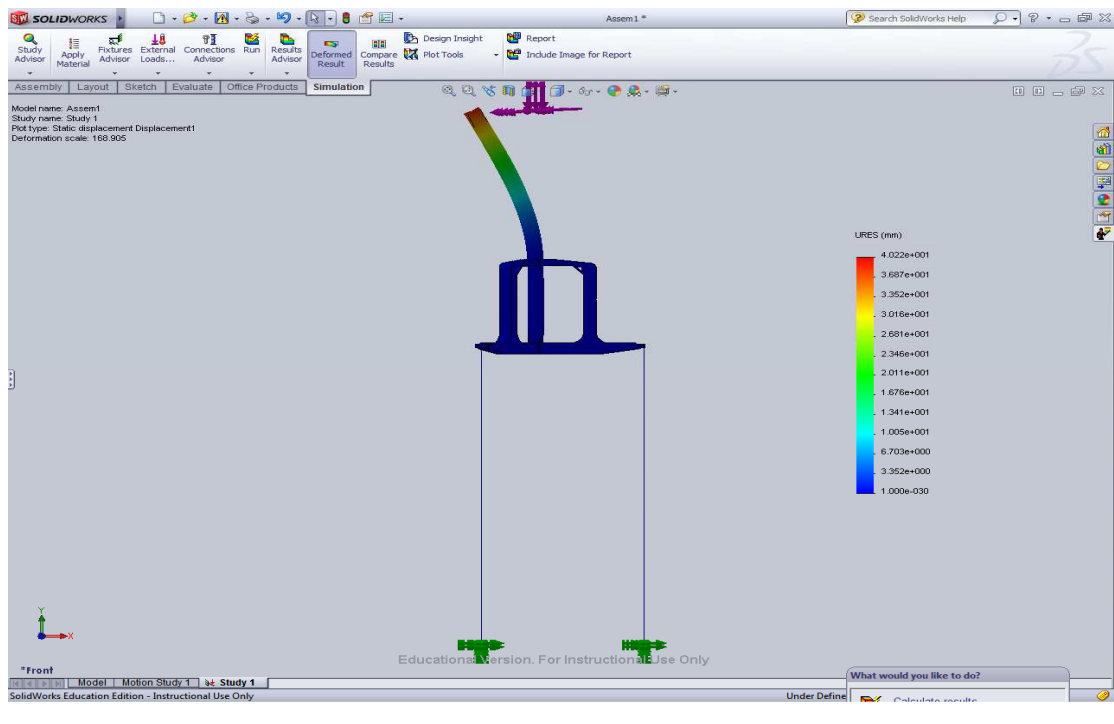 SOLIDWORKS
Assem1 *
Search SolidWorks Help
Study Advisor
Apply Material
Fixtures Advisor
External Loads...
Connections Advisor
Run
Results Advisor
Deformed Result
Compare Results
Design Insight
Plot Tools
Report
Include Image for Report
Assembly Layout Sketch Evaluate Office Products Simulation
Model name: Assem1
Study name: Study 1
Plot type: Static displacement Displacement1
Deformation scale: 168.905
URES (mm)
4.022e+001
3.687e+001
3.352e+001
3.016e+001
2.681e+001
2.346e+001
2.011e+001
1.676e+001
1.341e+001
1.005e+001
6.703e+000
3.352e+000
1.000e-030
Y
X
Educational Version. For Instructional Use Only
*Front
Model Motion Study 1 Study 1
SolidWorks Education Edition - Instructional Use Only
Under Define
What would you like to do?
Calculate results